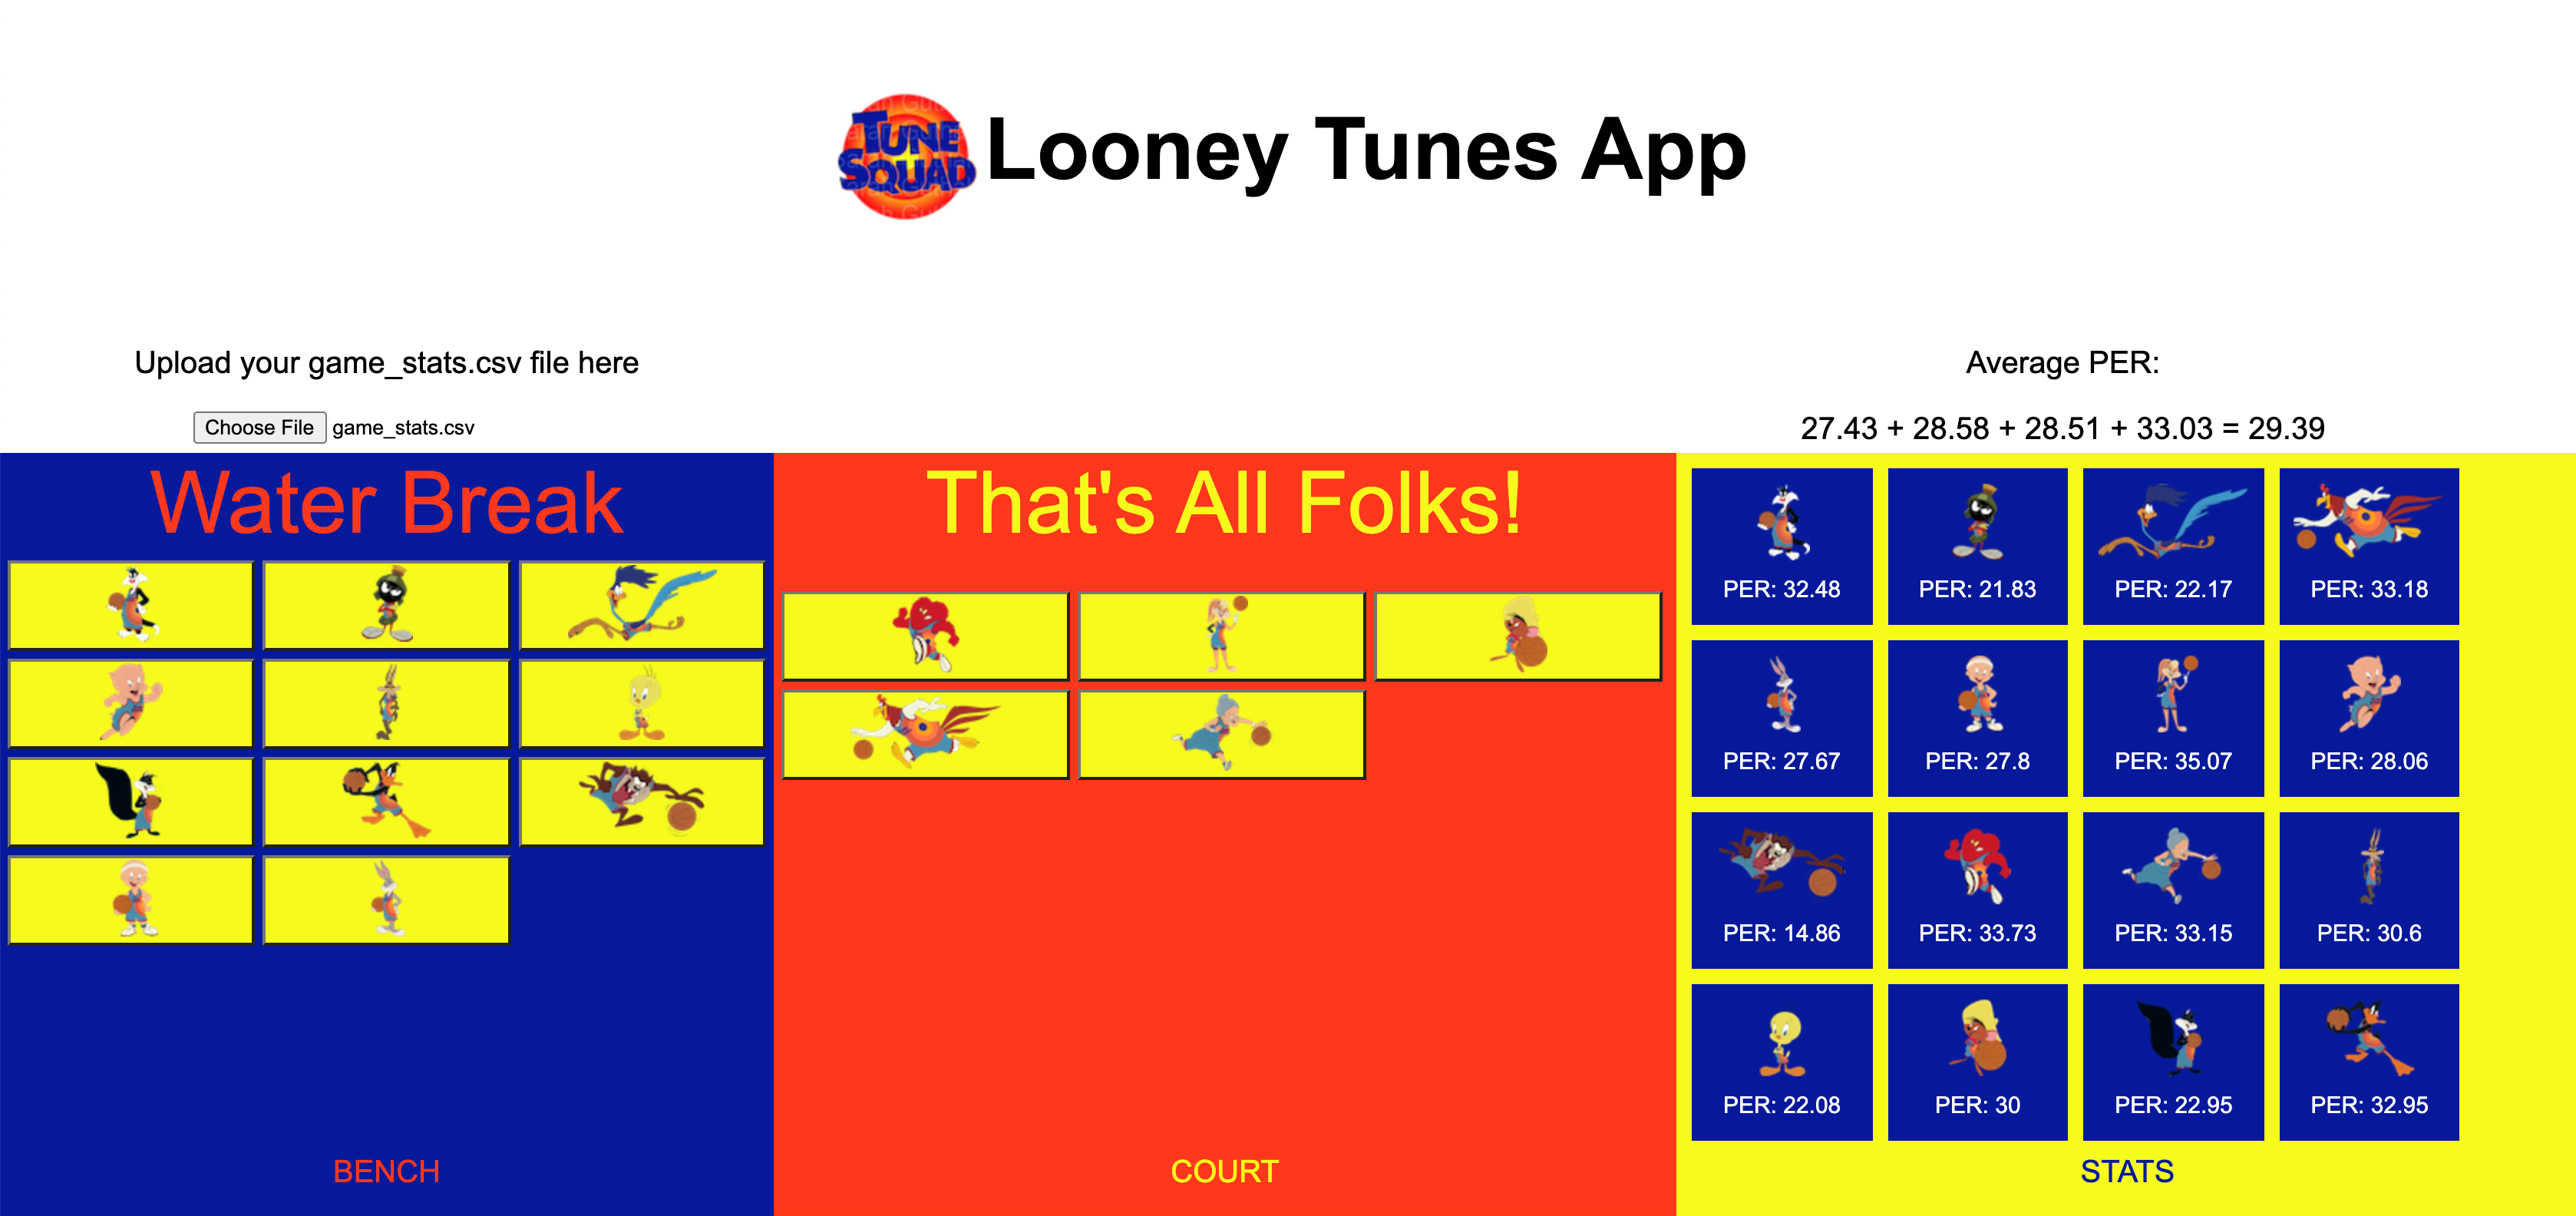 TUNE
SQUAD
Looney Tunes App
Upload your game_stats.csv file here
Choose File game_stats.csv
Average PER:
27.43 + 28.58 + 28.51 + 33.03 = 29.39
Water Break
That's All Folks!
PER: 32.48
PER: 21.83
PER: 22.17
PER: 33.18
PER: 27.67
PER: 27.8
PER: 35.07
PER: 28.06
PER: 14.86
PER: 33.73
PER: 33.15
PER: 30.6
PER: 22.08
PER: 30
PER: 22.95
PER: 32.95
BENCH
COURT
STATS